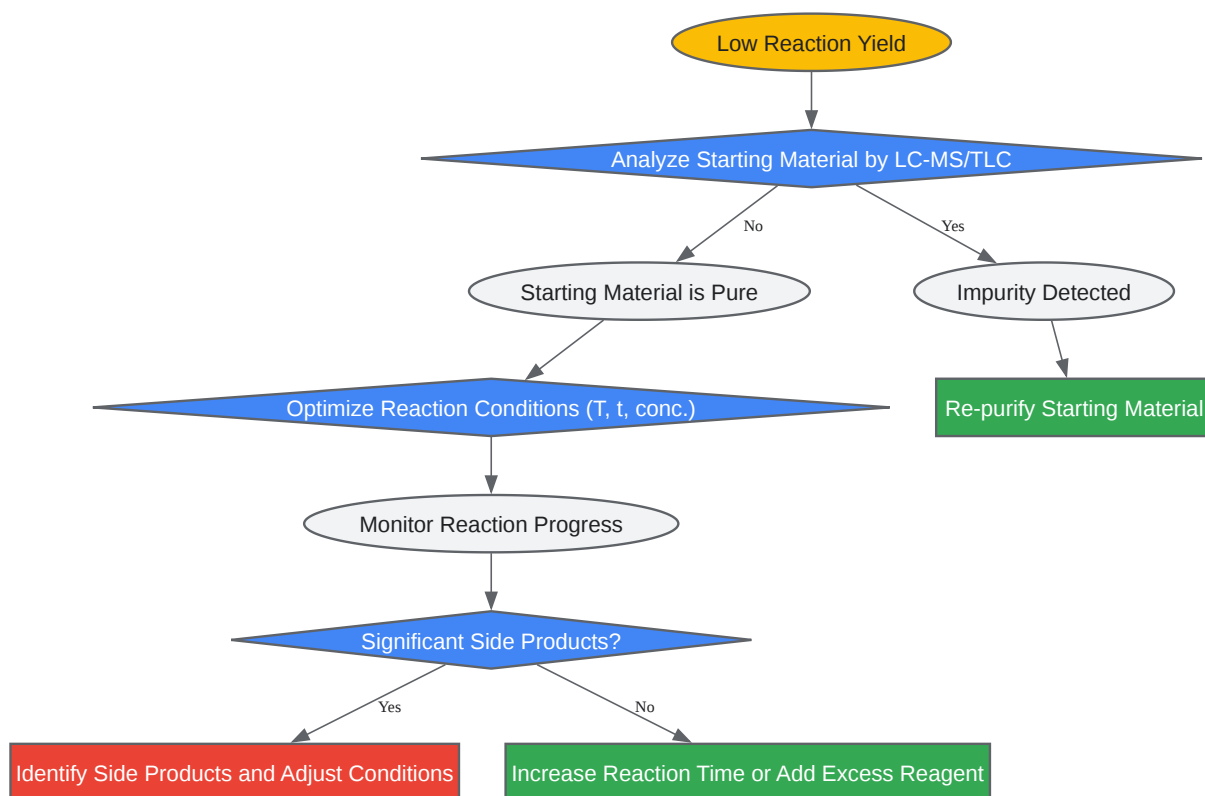 Low Reaction Yield
Analyze Starting Material by LC-MS/TLC
No
Yes
Starting Material is Pure
Impurity Detected
Optimize Reaction Conditions (T, t, conc.)
Re-purify Starting Material
Monitor Reaction Progress
Significant Side Products?
Yes
No
Identify Side Products and Adjust Conditions
Increase Reaction Time or Add Excess Reagent